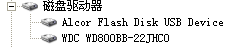 磁盘驱动器
Alcor Flash Disk USB Device
WDC WD800BB-22JHC0